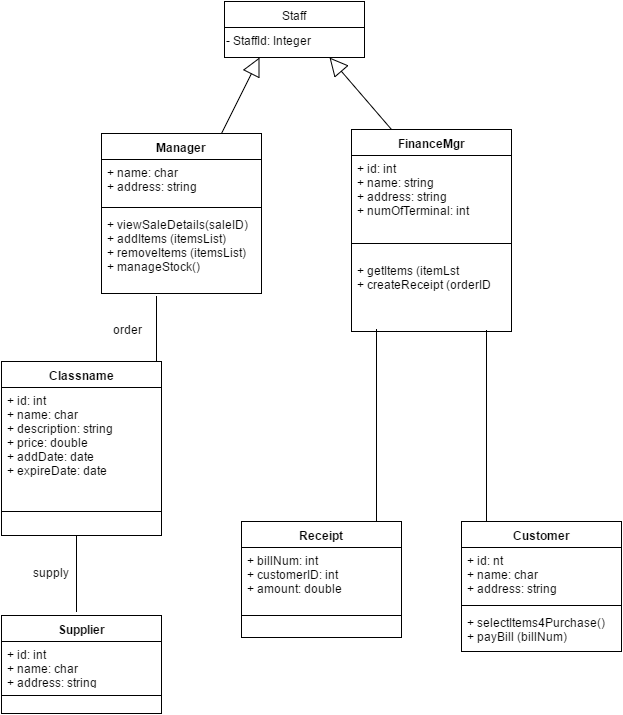 Staff
- StaffId: Integer
Manager
+ name: char
+ address: string
+ viewSaleDetails(saleID)
+ addItems (itemsList)
+ removeItems (itemsList)
+ manageStock()
FinanceMgr
+ id: int
+ name: string
+ address: string
+ numOfTerminal: int
+ getItems (itemLst
+ createReceipt (orderID
order
Classname
+ id: int
+ name: char
+ description: string
+ price: double
+ addDate: date
+ expireDate: date
supply
Supplier
+ id: int
+ name: char
+ address: string
Receipt
+ billNum: int
+ customerID: int
+ amount: double
Customer
+ id: nt
+ name: char
+ address: string
+ selectItems4Purchase()
+ payBill (billNum)